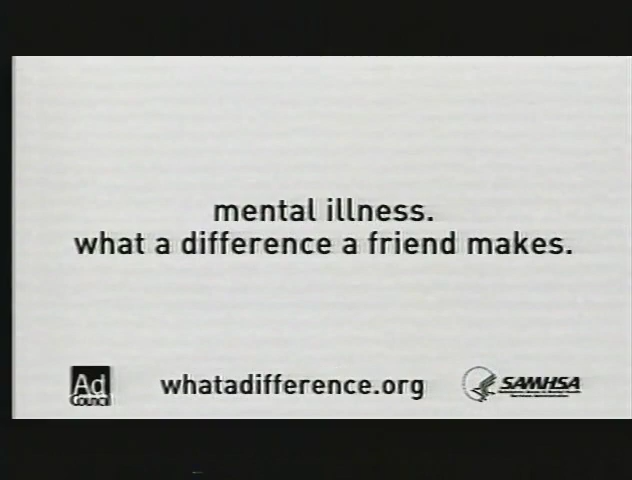 mental illness.
what a difference a friend makes.
Ad
Council
whatadifference.org
SAMHSA